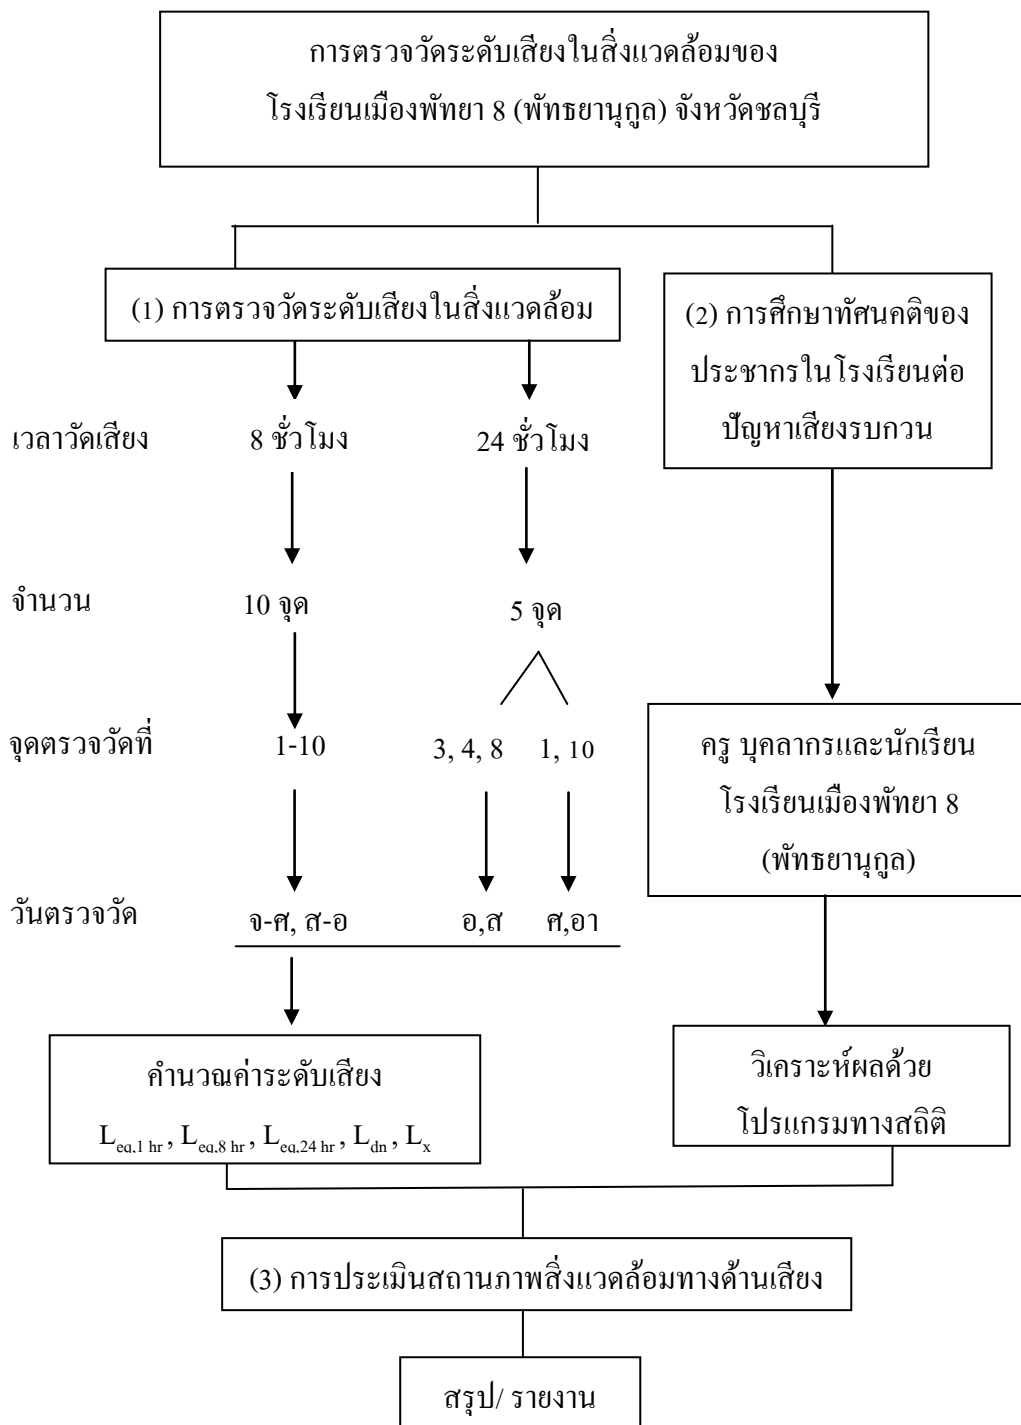 การตรวจวัดระดับเสียงในสิ่งแวดล้อมของ
โรงเรียนเมืองพัทยา 8 (พัทธยานุกูล) จังหวัดชลบุรี
(1) การตรวจวัดระดับเสียงในสิ่งแวดล้อม
(2) การศึกษาทัศนคติของ
ประชากรในโรงเรียนต่อ
ปัญหาเสียงรบกวน
เวลาวัดเสียง 8 ชั่วโมง 24 ชั่วโมง
จำนวน 10 จุด 5 จุด
จุดตรวจวัดที่ 1-10 3, 4, 8 1, 10
ครู บุคลากรและนักเรียน
โรงเรียนเมืองพัทยา 8
(พัทธยานุกูล)
วันตรวจวัด จ-ศ, ส-อ อ,ส ศ,อา
คำนวณค่าระดับเสียง
L_eq,1 hr, L_eq,8 hr, L_eq,24 hr, L_dn, L_x
วิเคราะห์ผลด้วย
โปรแกรมทางสถิติ
(3) การประเมินสถานภาพสิ่งแวดล้อมทางด้านเสียง
สรุป/ รายงาน